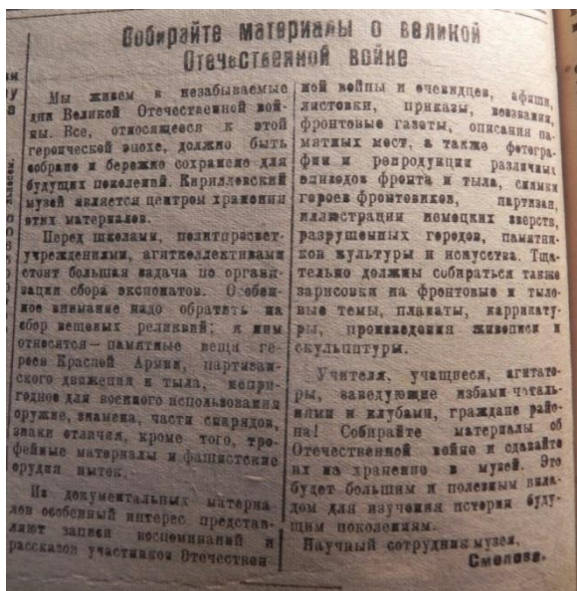 Собирайте материалы о великой
Отечественной войне
Мы живем в незабываемые
дни Великой Отечественной вой-
ны. Все, относящееся к этой
героической эпохе, должно быть
собрано и бережно сохранено для
будущих поколений. Кирилловский
музей является центром хранения
этих материалов.
Перед школами, политпросвет-
учреждениями, агитколлективами
стоит большая задача по органи-
зации сбора экспонатов. Особен-
ное внимание надо обратить на
сбор вещевых реликвий; к ним
относятся—памятные вещи ге-
роев Красной Армии, партизан-
ского движения и тыла, непри-
годное для военного использования
оружие, знамена, части снарядов,
знаки отличия, кроме того, тро-
фейные материалы и фашистские
орудия пыток.
Из документальных материа-
лов особенный интерес представ-
ляют записи воспоминаний и
рассказов участников Отечествен-
ной войны и очевидцев, афиши,
листовки, приказы, воззвания,
фронтовые газеты, описания па-
мятных мест, а также фотогра-
фии и репродукции различных
эпизодов фронта и тыла, снимки
героев фронтовиков, партизан,
иллюстрации немецких зверств,
разрушенных городов, памятни-
ков культуры и искусства. Тща-
тельно должны собираться также
зарисовки на фронтовые и тыло-
вые темы, плакаты, каррикату-
ры, произведения живописи и
скульптуры.
Учителя, учащиеся, агитато-
ры, заведующие избами-читаль-
нями и клубами, граждане райо-
на! Собирайте материалы об
Отечественной войне и сдавайте
их на хранение в музей. Это
будет большим и полезным вкла-
дом для изучения истории буду-
щим поколениям.
Научный сотрудник музея,